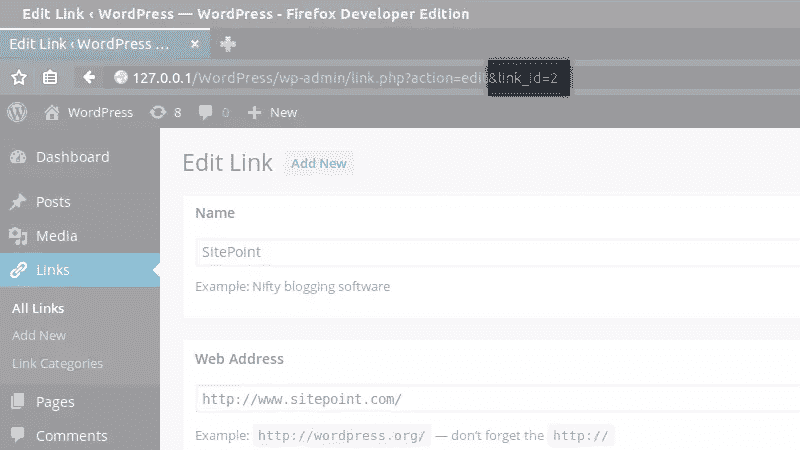 Edit Link ‹ WordPress — WordPress - Firefox Developer Edition
Edit Link ‹ WordPress ... ×
127.0.0.1/WordPress/wp-admin/link.php?action=edit&link_id=2
WordPress 8 0 New
Dashboard
Posts
Media
Links
All Links
Add New
Link Categories
Pages
Comments
Edit Link Add New
Name
SitePoint
Example: Nifty blogging software
Web Address
http://www.sitepoint.com/
Example: http://wordpress.org/ — don’t forget the http://